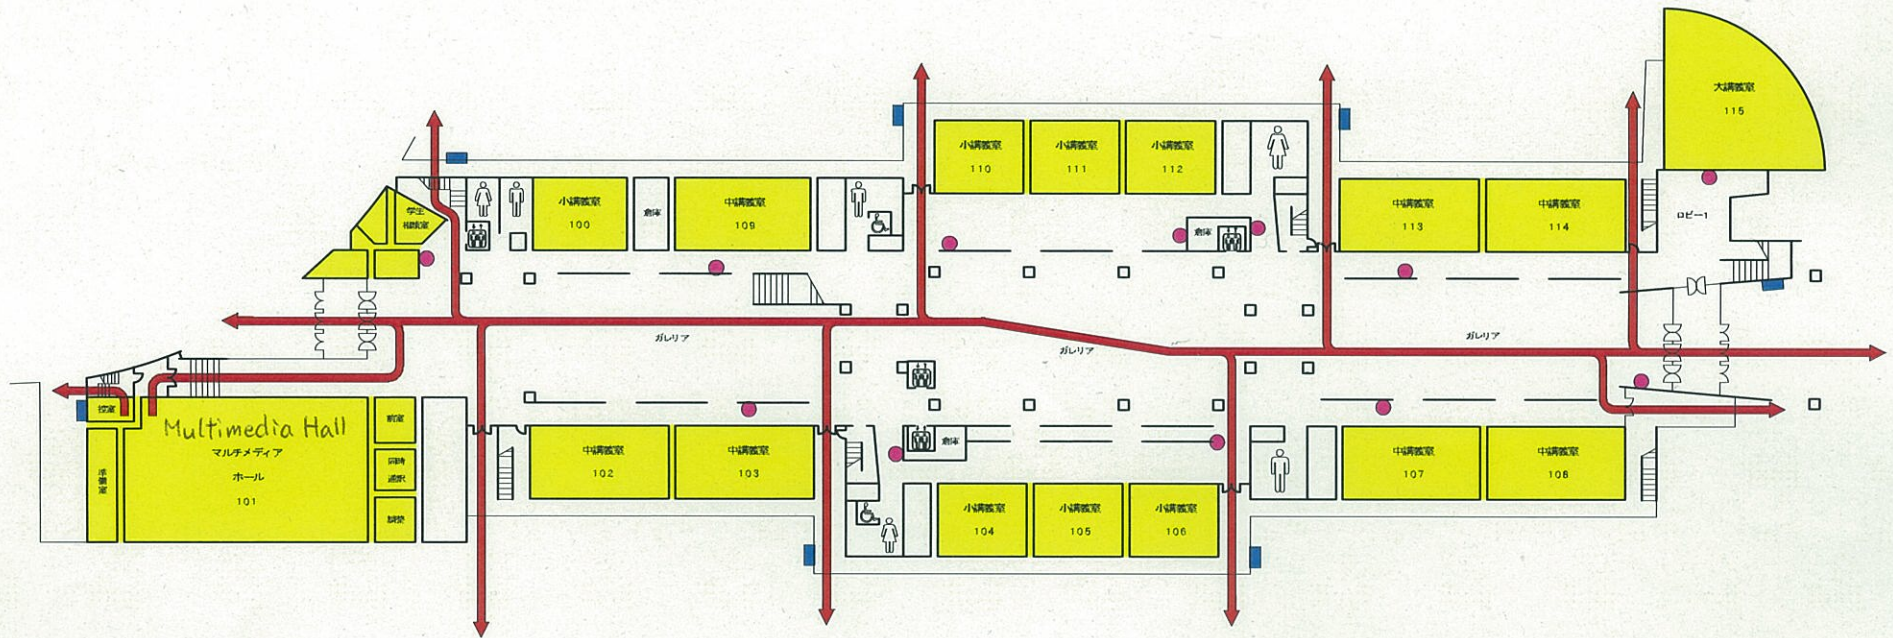 大講義室
115
小講義室
110
小講義室
111
小講義室
112
学生
相談室
小講義室
100
倉庫
中講義室
109
倉庫
中講義室
113
中講義室
114
ロビー1
ガレリア
ガレリア
ガレリア
控室
Multimedia Hall
マルチメディア
ホール
101
準備室
前室
同時
通訳
調整
中講義室
102
中講義室
103
倉庫
小講義室
104
小講義室
105
小講義室
106
中講義室
107
中講義室
108